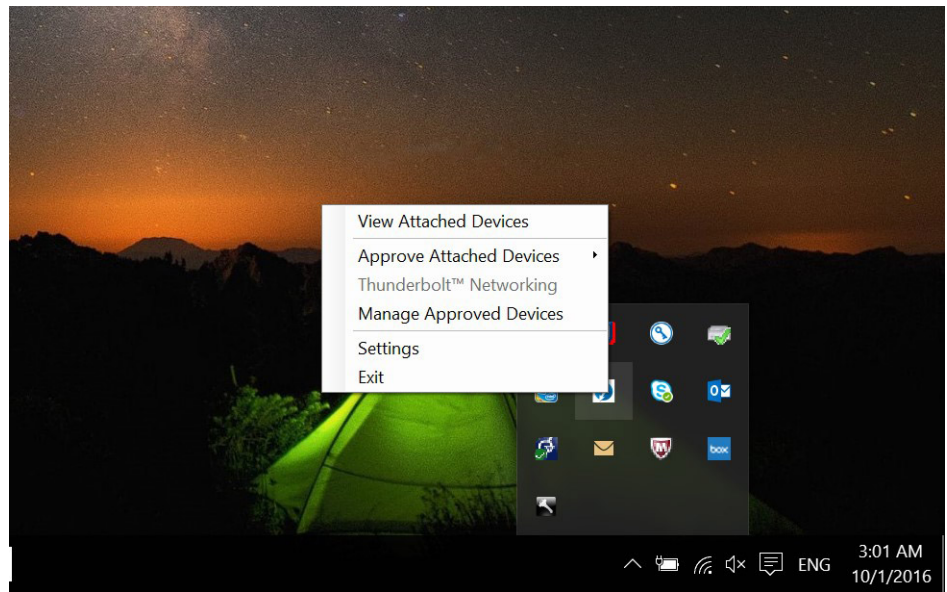 View Attached Devices
Approve Attached Devices
Thunderbolt™ Networking
Manage Approved Devices
Settings
Exit
box
ENG
3:01 AM
10/1/2016